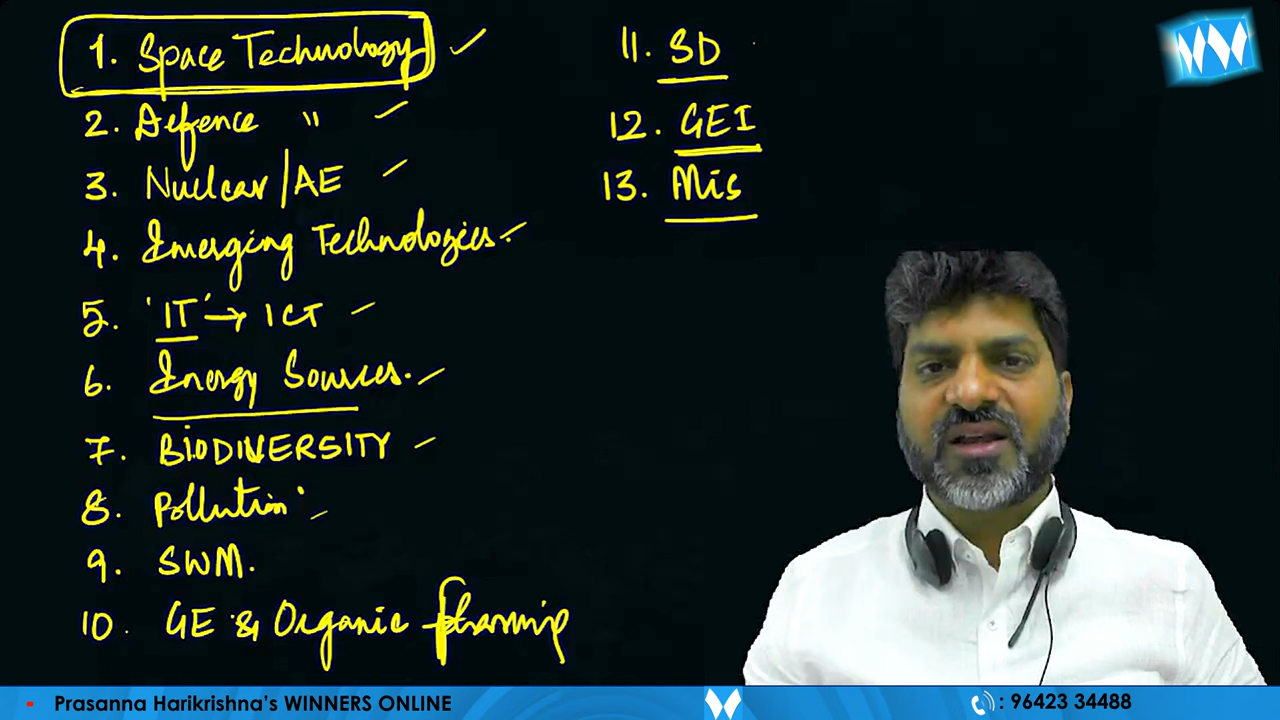 1. Space Technology
2. Defence "
3. Nuclear/AE
4. Emerging Technologies.
5. 'IT' → ICT
6. Energy Sources.
7. BIODIVERSITY
8. Pollution
9. SWM.
10. GE & Organic Pharming
11. SD
12. GEI
13. Mis
W
Prasanna Harikrishna's WINNERS ONLINE
W
: 96423 34488